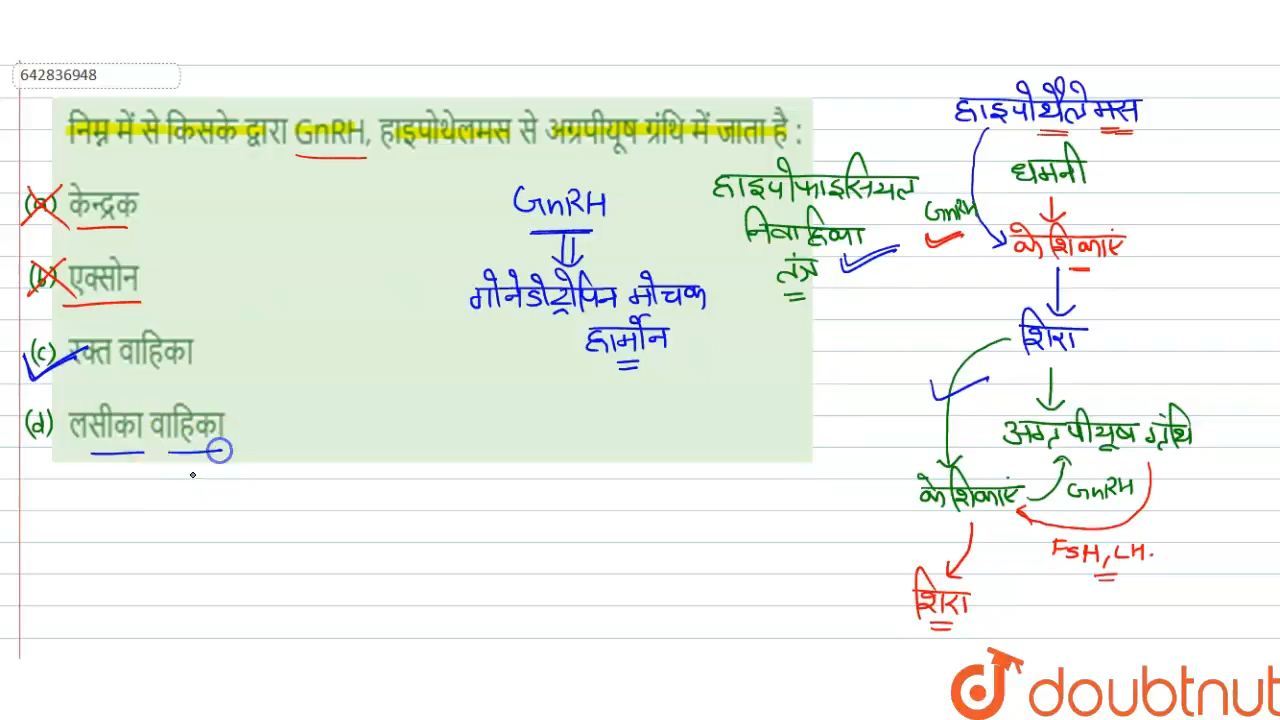 642836948
निम्न में से किसके द्वारा GnRH, हाइपोथेलमस से अग्रपीयूष ग्रंथि में जाता है :
(a) केन्द्रक
(b) एक्सोन
(c) रक्त वाहिका
(d) लसीका वाहिका
GnRH
गोनेडोट्रोपिन मोचक
हार्मोन
हाइपोफाइसियल
निवाहिका
तंत्र
GnRH
हाइपोथैलेमस
धमनी
केशिकाएं
शिरा
अग्रपीयूष ग्रंथि
केशिकाएं
GnRH
FSH, LH.
शिरा
doubtnut